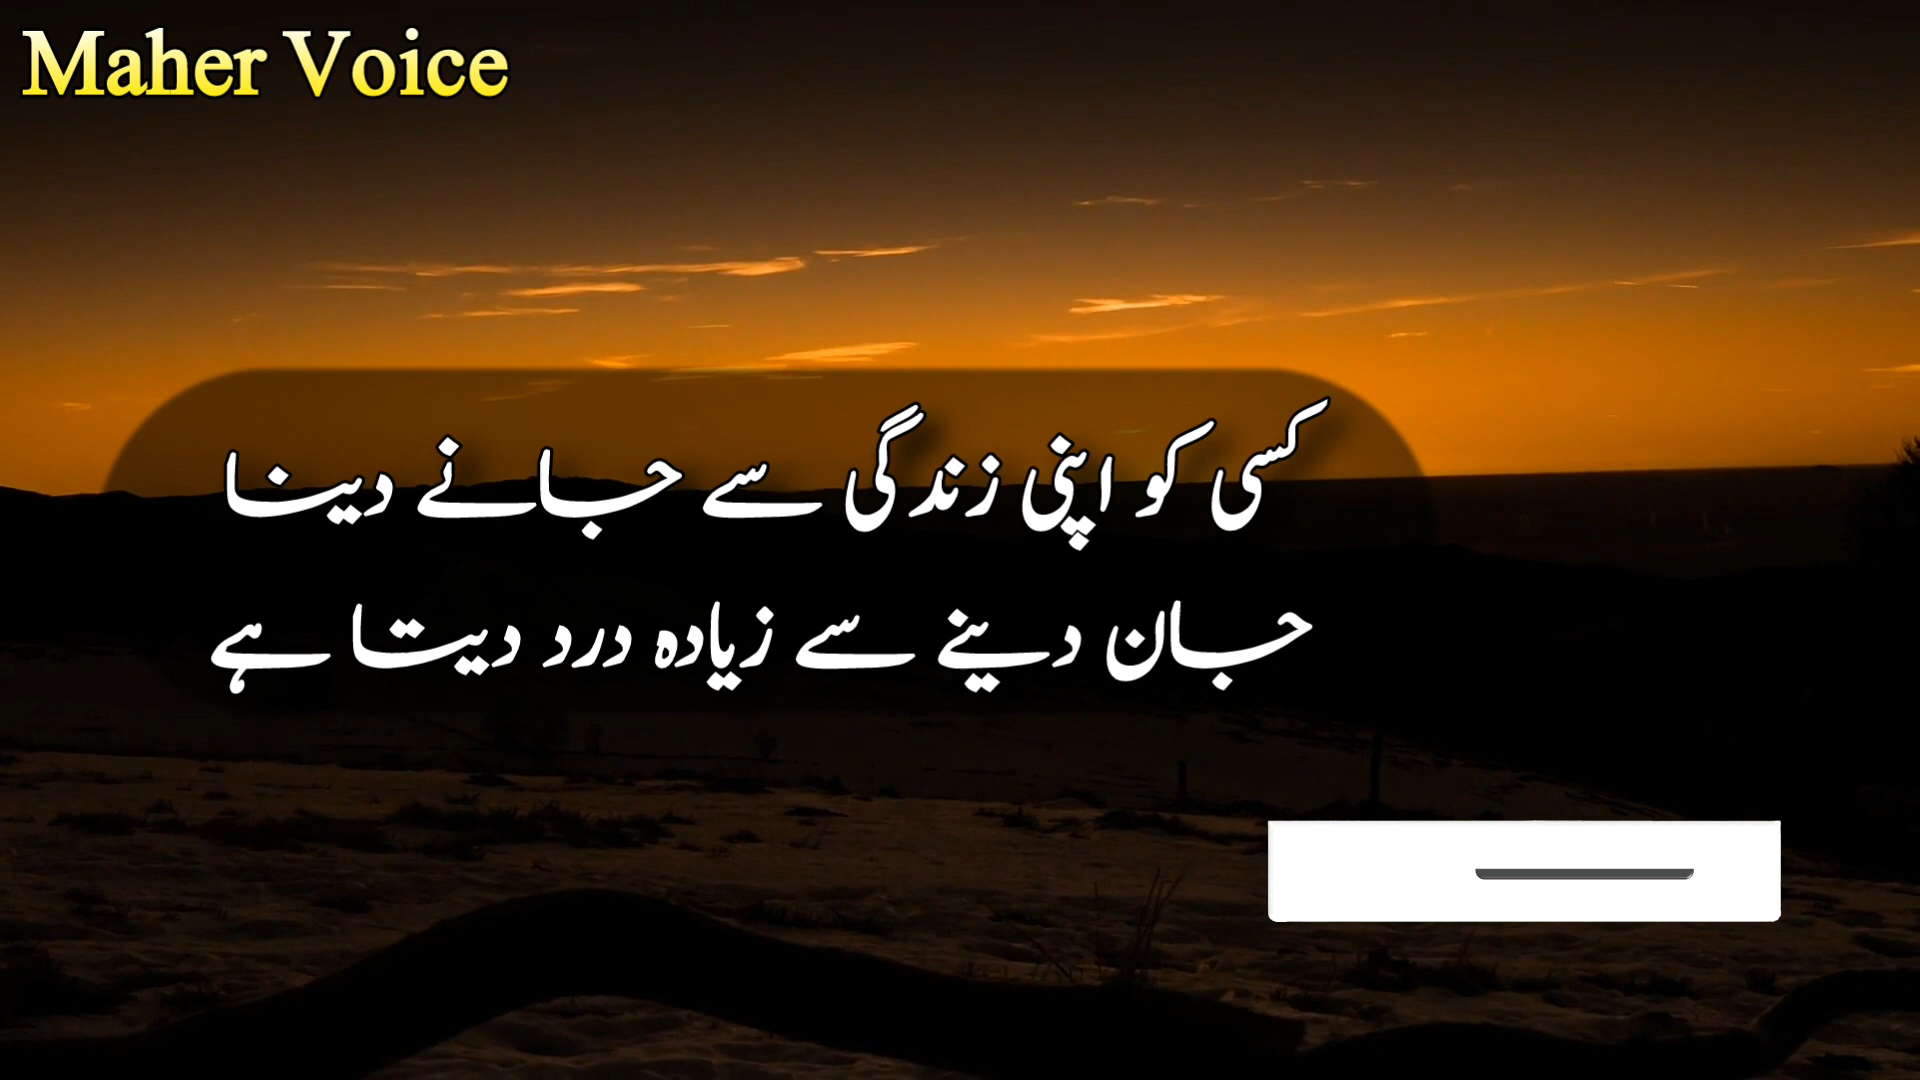 Maher Voice
کسی کو اپنی زندگی سے جانے دینا
جان دینے سے زیادہ درد دیتا ہے